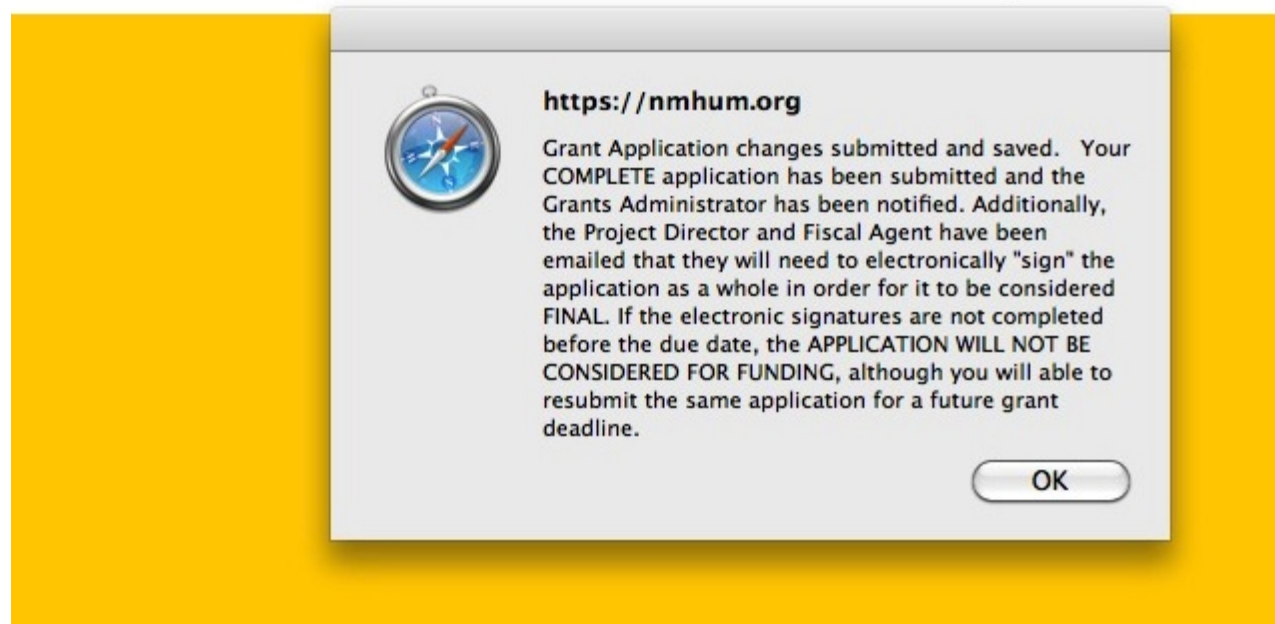 https://nmhum.org
Grant Application changes submitted and saved.   Your
COMPLETE application has been submitted and the
Grants Administrator has been notified. Additionally,
the Project Director and Fiscal Agent have been
emailed that they will need to electronically "sign" the
application as a whole in order for it to be considered
FINAL. If the electronic signatures are not completed
before the due date, the APPLICATION WILL NOT BE
CONSIDERED FOR FUNDING, although you will able to
resubmit the same application for a future grant
deadline.
OK